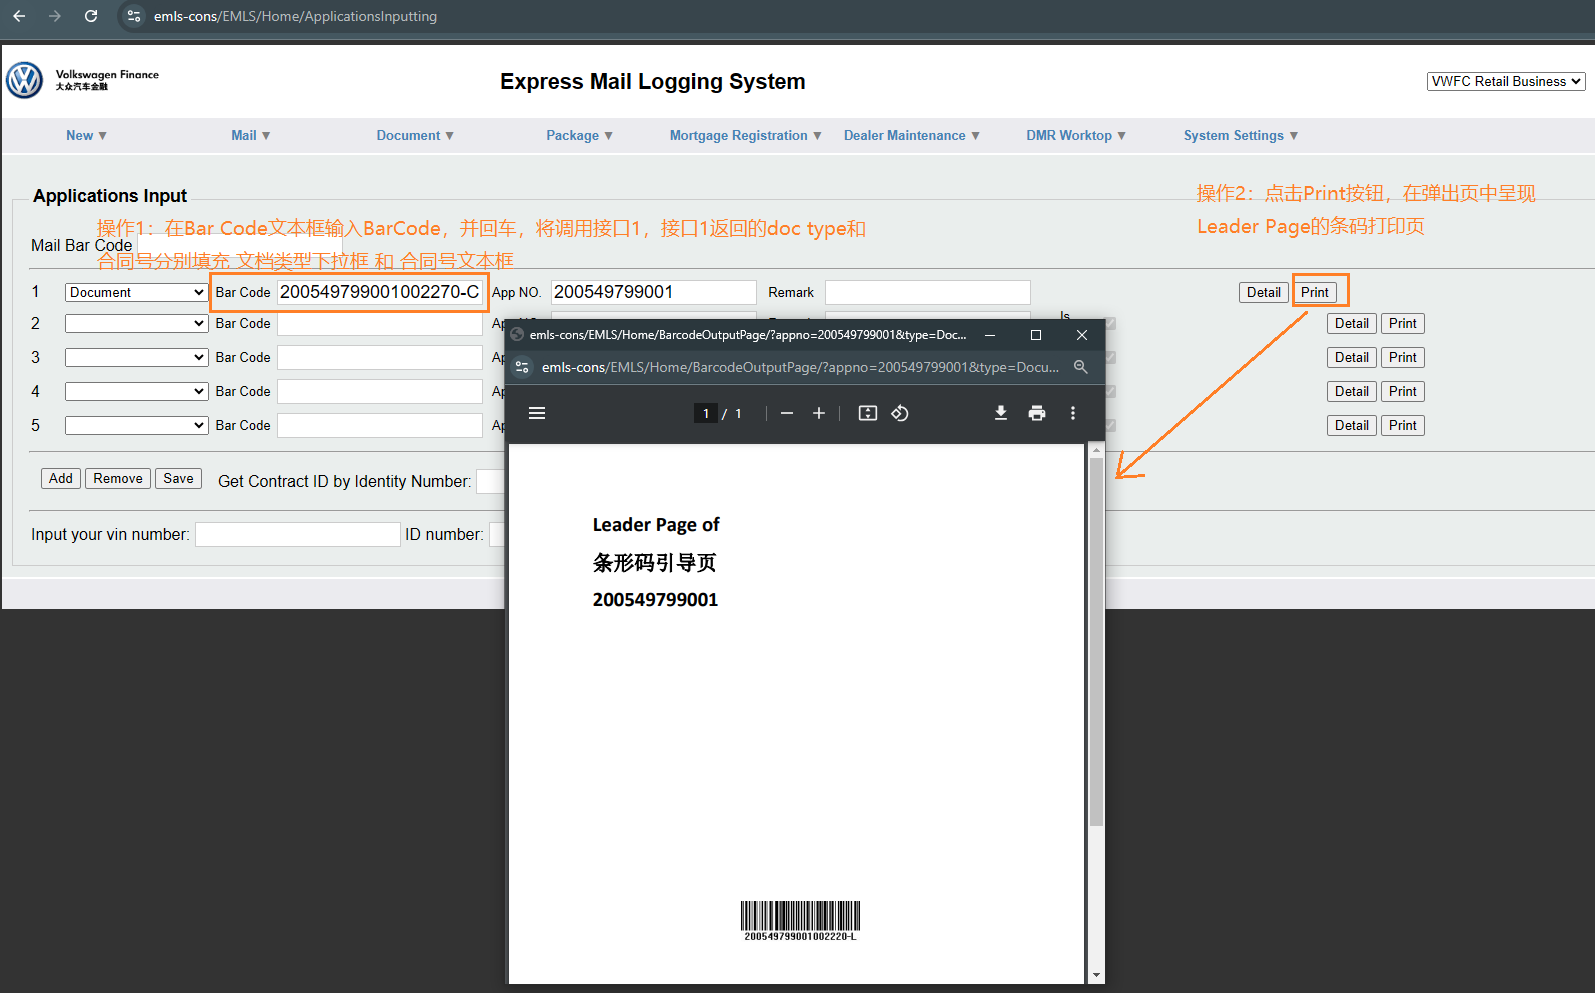 emls-cons/EMLS/Home/ApplicationsInputting
Volkswagen Finance
大众汽车金融
Express Mail Logging System
VWFC Retail Business
New ▼ Mail ▼ Document ▼ Package ▼ Mortgage Registration ▼ Dealer Maintenance ▼ DMR Worktop ▼ System Settings ▼
Applications Input
操作1：在Bar Code文本框输入BarCode，并回车，将调用接口1，接口1返回的doc type和
合同号分别填充 文档类型下拉框 和 合同号文本框
操作2：点击Print按钮，在弹出页中呈现
Leader Page的条码打印页
Mail Bar Code
1 Document Bar Code 200549799001002270-C App NO. 200549799001 Remark Detail Print
2 Bar Code Is Detail Print
3 Bar Code Detail Print
4 Bar Code Detail Print
5 Bar Code Detail Print
Add Remove Save Get Contract ID by Identity Number:
Input your vin number: ID number:
emls-cons/EMLS/Home/BarcodeOutputPage/?appno=200549799001&type=Doc...
emls-cons/EMLS/Home/BarcodeOutputPage/?appno=200549799001&type=Docu...
1 / 1
Leader Page of
条形码引导页
200549799001
200549799001002220-L